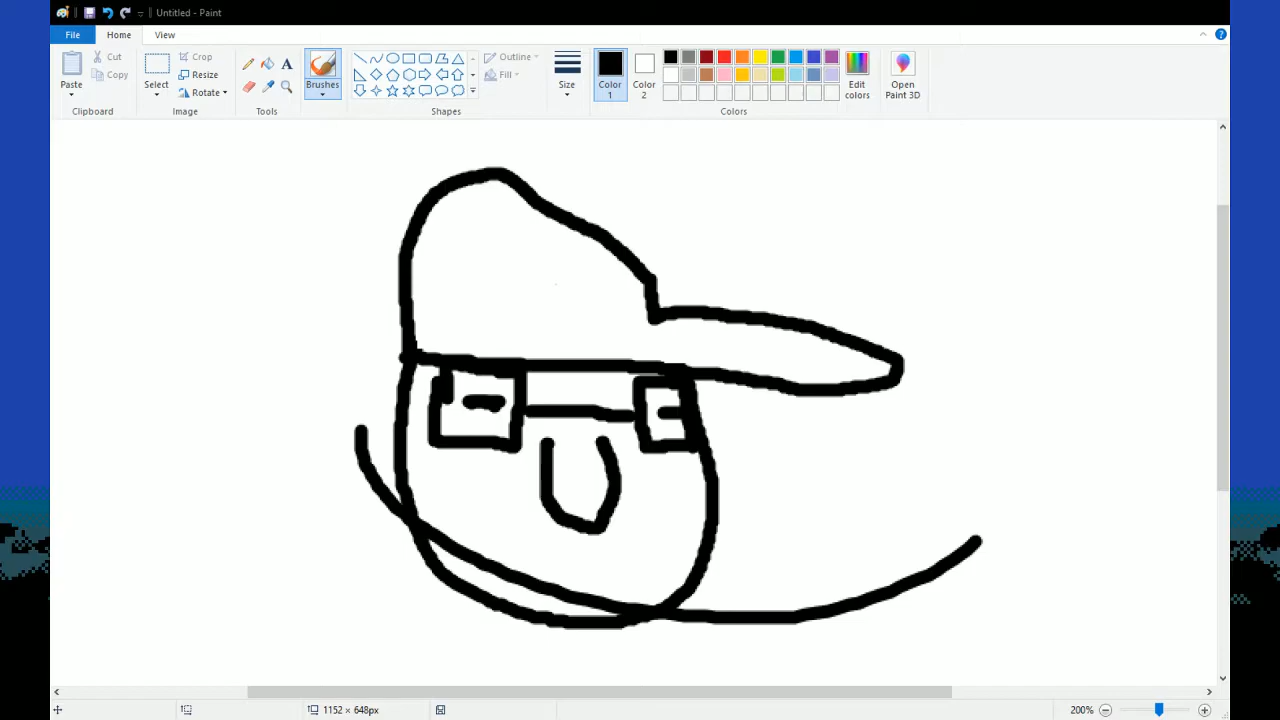 Untitled - Paint
File Home View
Paste
Cut
Copy
Clipboard
Select
Crop
Resize
Rotate
Image
A
Tools
Brushes
Outline
Fill
Shapes
Size
Color
1
Color
2
Edit
colors
Open
Paint 3D
Colors
1152 × 648px
200%